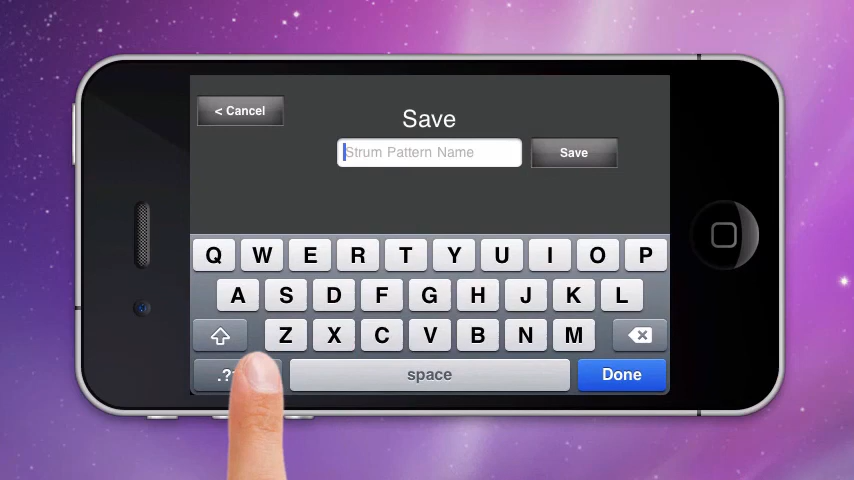 < Cancel
Save
Strum Pattern Name
Save
Q W E R T Y U I O P
A S D F G H J K L
Z X C V B N M
space
Done